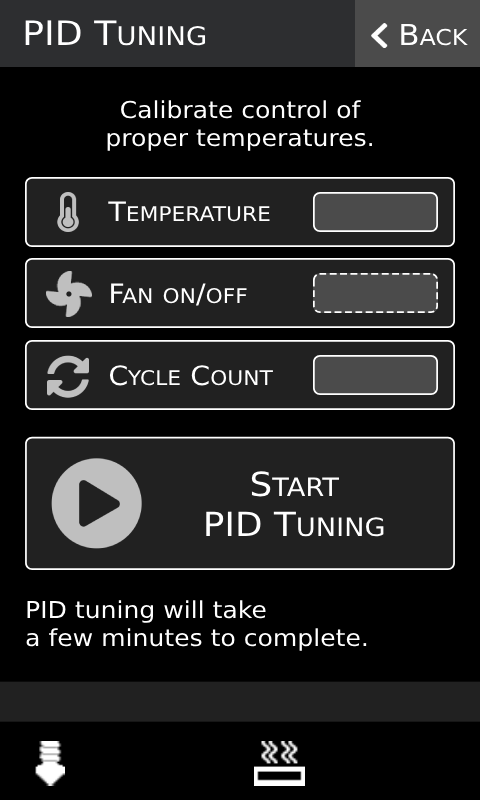 PID Tuning
Back
Calibrate control of
proper temperatures.
Temperature
Fan on/off
Cycle Count
Start
PID Tuning
PID tuning will take
a few minutes to complete.